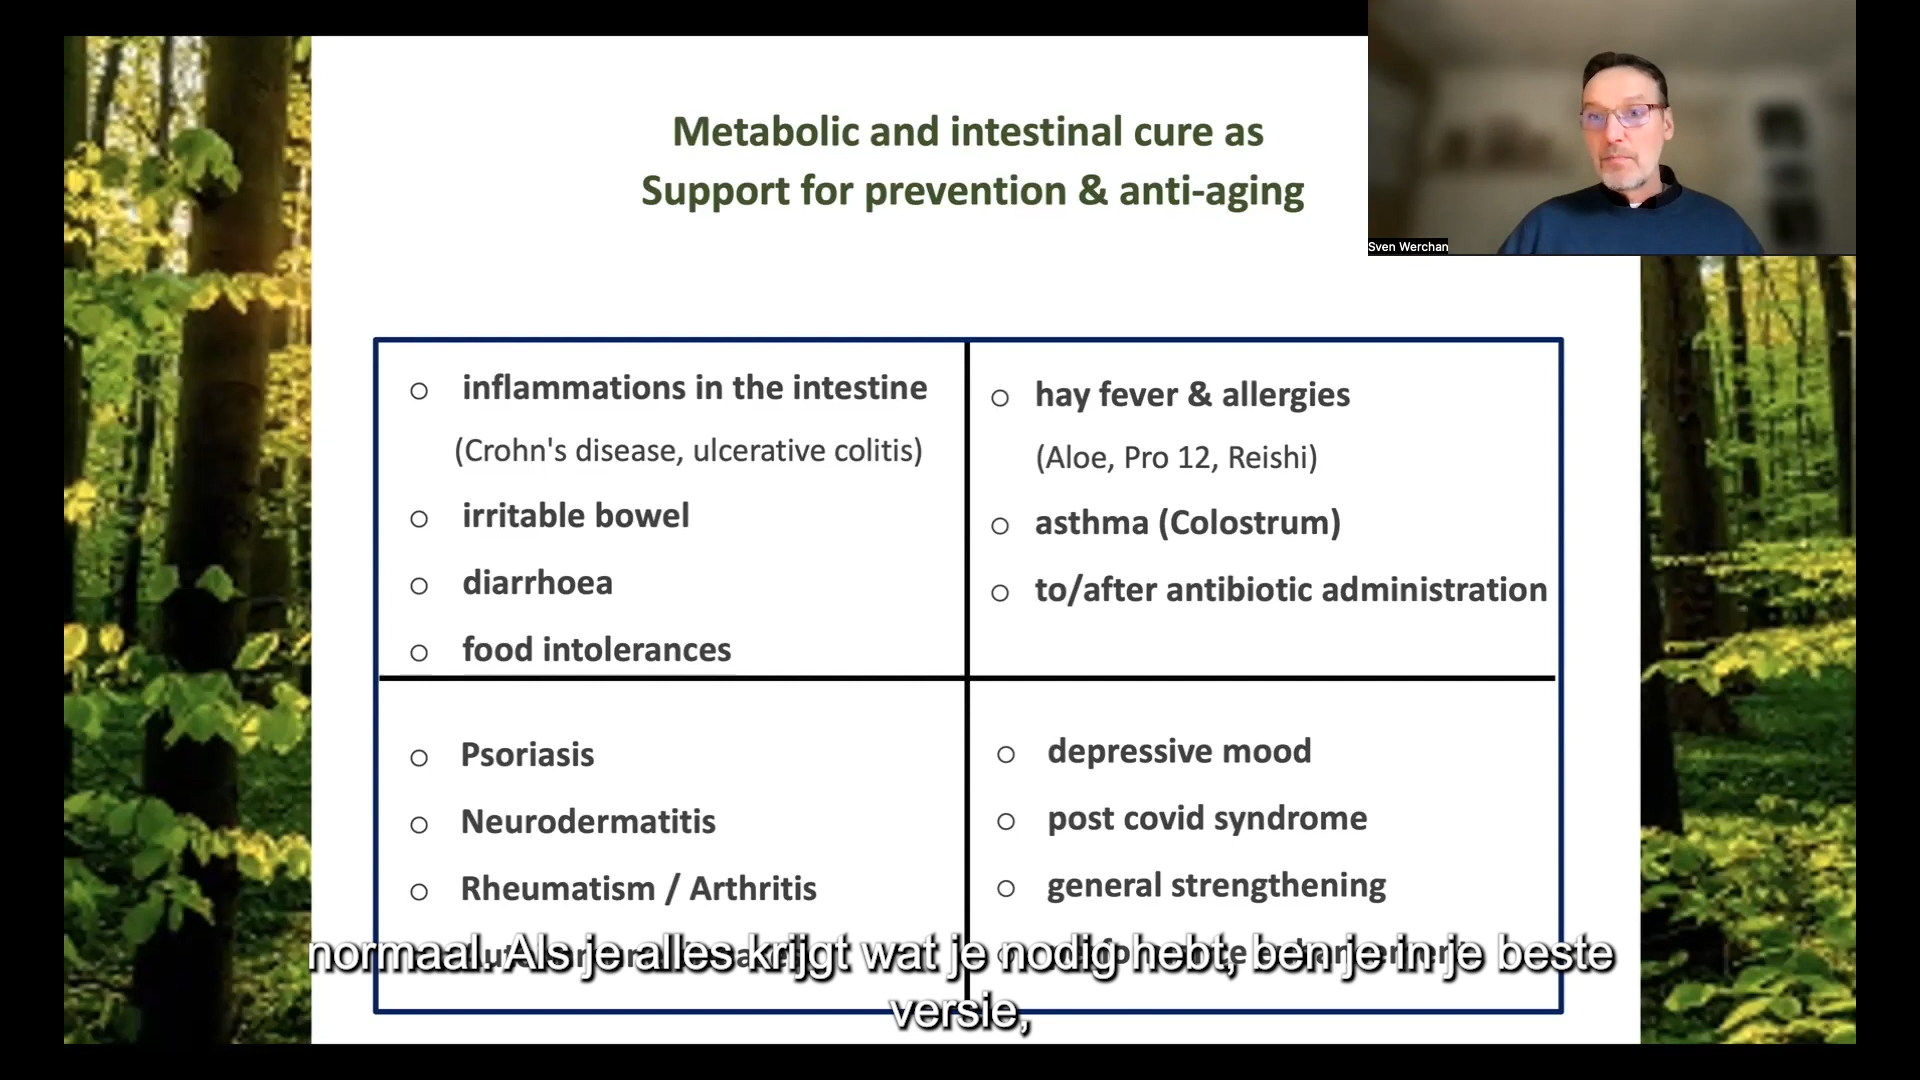 Metabolic and intestinal cure as
Support for prevention & anti-aging
Sven Werchan
inflammations in the intestine
(Crohn's disease, ulcerative colitis)
irritable bowel
diarrhoea
food intolerances
hay fever & allergies
(Aloe, Pro 12, Reishi)
asthma (Colostrum)
to/after antibiotic administration
Psoriasis
Neurodermatitis
Rheumatism / Arthritis
depressive mood
post covid syndrome
general strengthening
normaal. Als je alles krijgt wat je nodig hebt, ben je in je beste
versie,